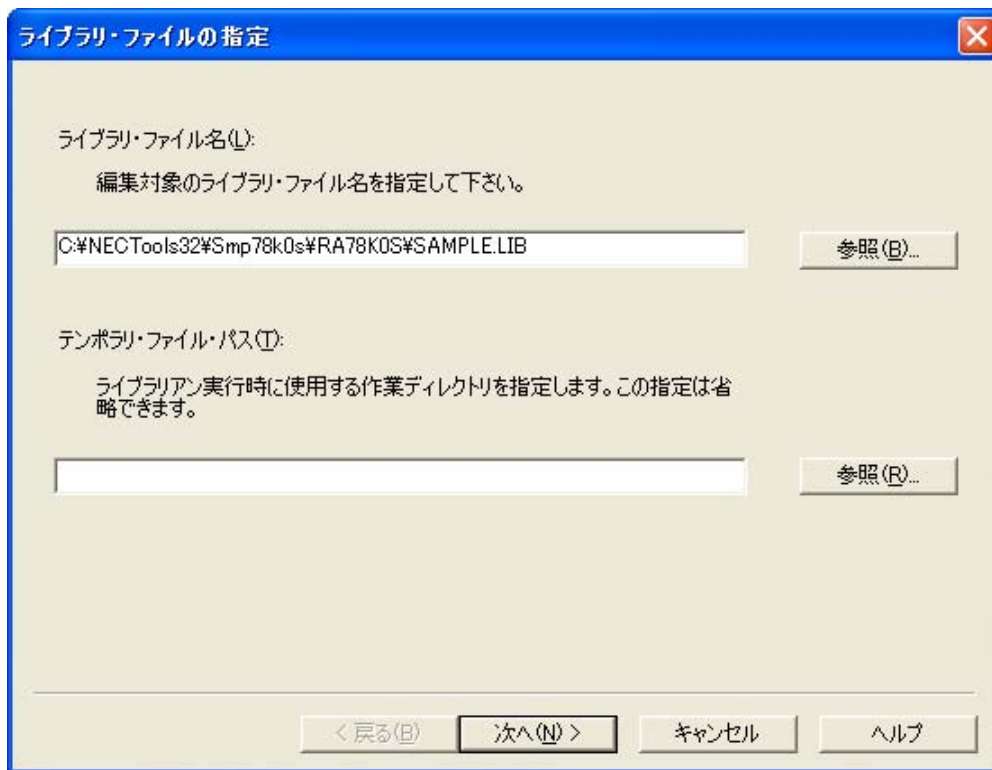 ライブラリ・ファイルの指定
ライブラリ・ファイル名(L):
編集対象のライブラリ・ファイル名を指定して下さい。
C:¥NECTools32¥Smp78k0s¥RA78K0S¥SAMPLE.LIB
参照(B)...
テンポラリ・ファイル・パス(T):
ライブラリアン実行時に使用する作業ディレクトリを指定します。この指定は省
略できます。
参照(R)...
< 戻る(B) 次へ(N) > キャンセル ヘルプ